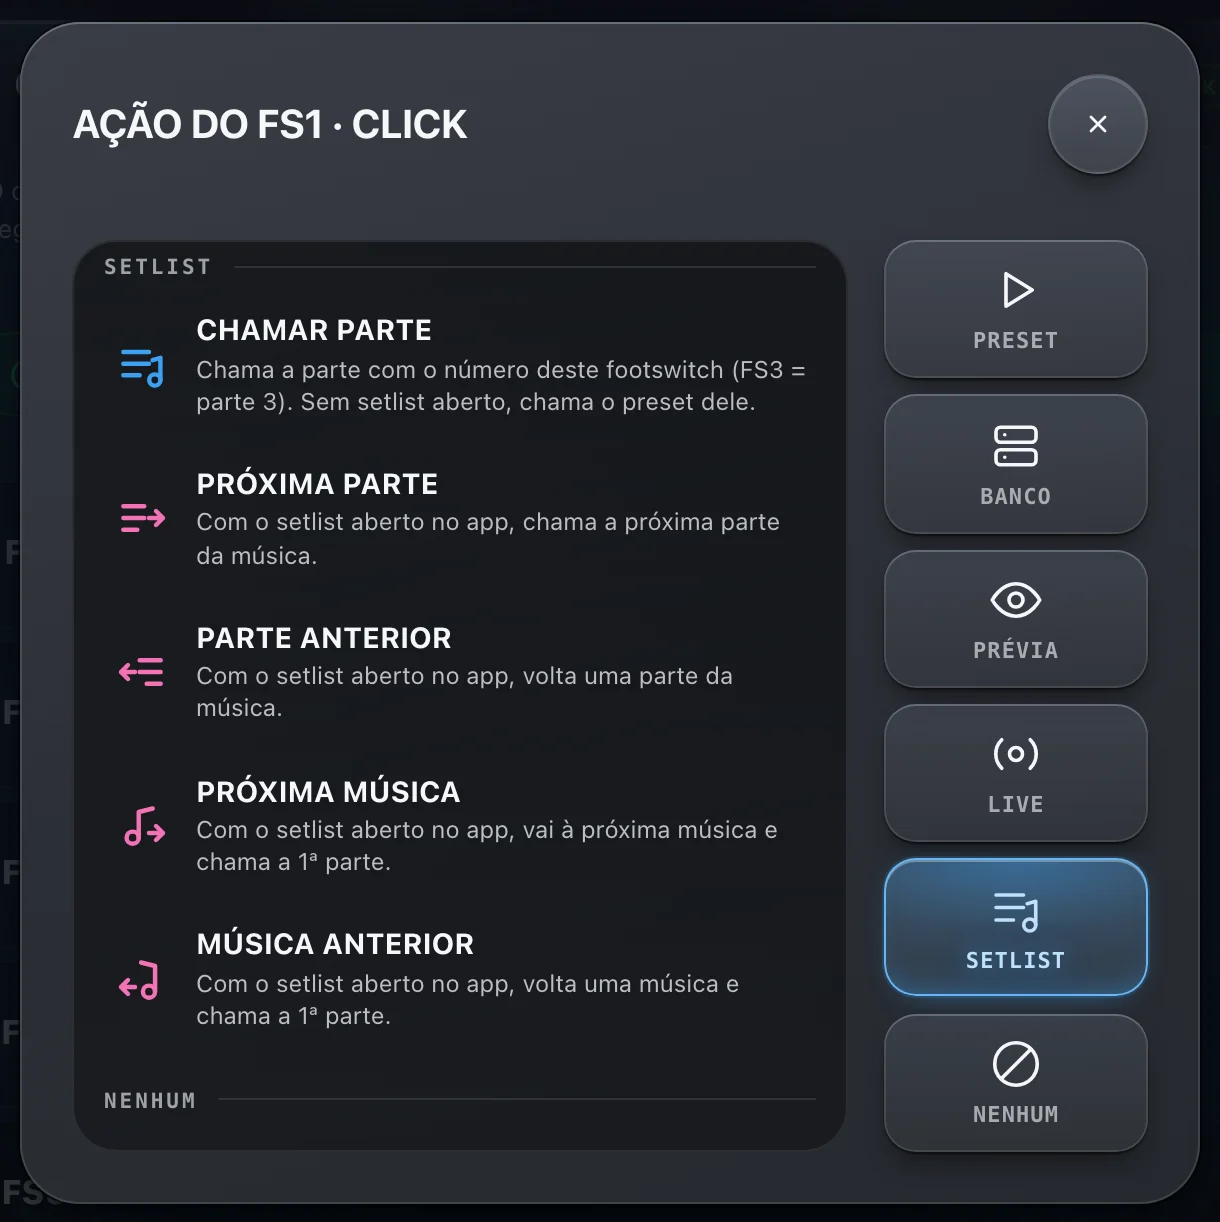 AÇÃO DO FS1 · CLICK
SETLIST
CHAMAR PARTE
Chama a parte com o número deste footswitch (FS3 =
parte 3). Sem setlist aberto, chama o preset dele.
PRÓXIMA PARTE
Com o setlist aberto no app, chama a próxima parte
da música.
PARTE ANTERIOR
Com o setlist aberto no app, volta uma parte da
música.
PRÓXIMA MÚSICA
Com o setlist aberto no app, vai à próxima música e
chama a 1ª parte.
MÚSICA ANTERIOR
Com o setlist aberto no app, volta uma música e
chama a 1ª parte.
NENHUM
PRESET
BANCO
PRÉVIA
LIVE
SETLIST
NENHUM